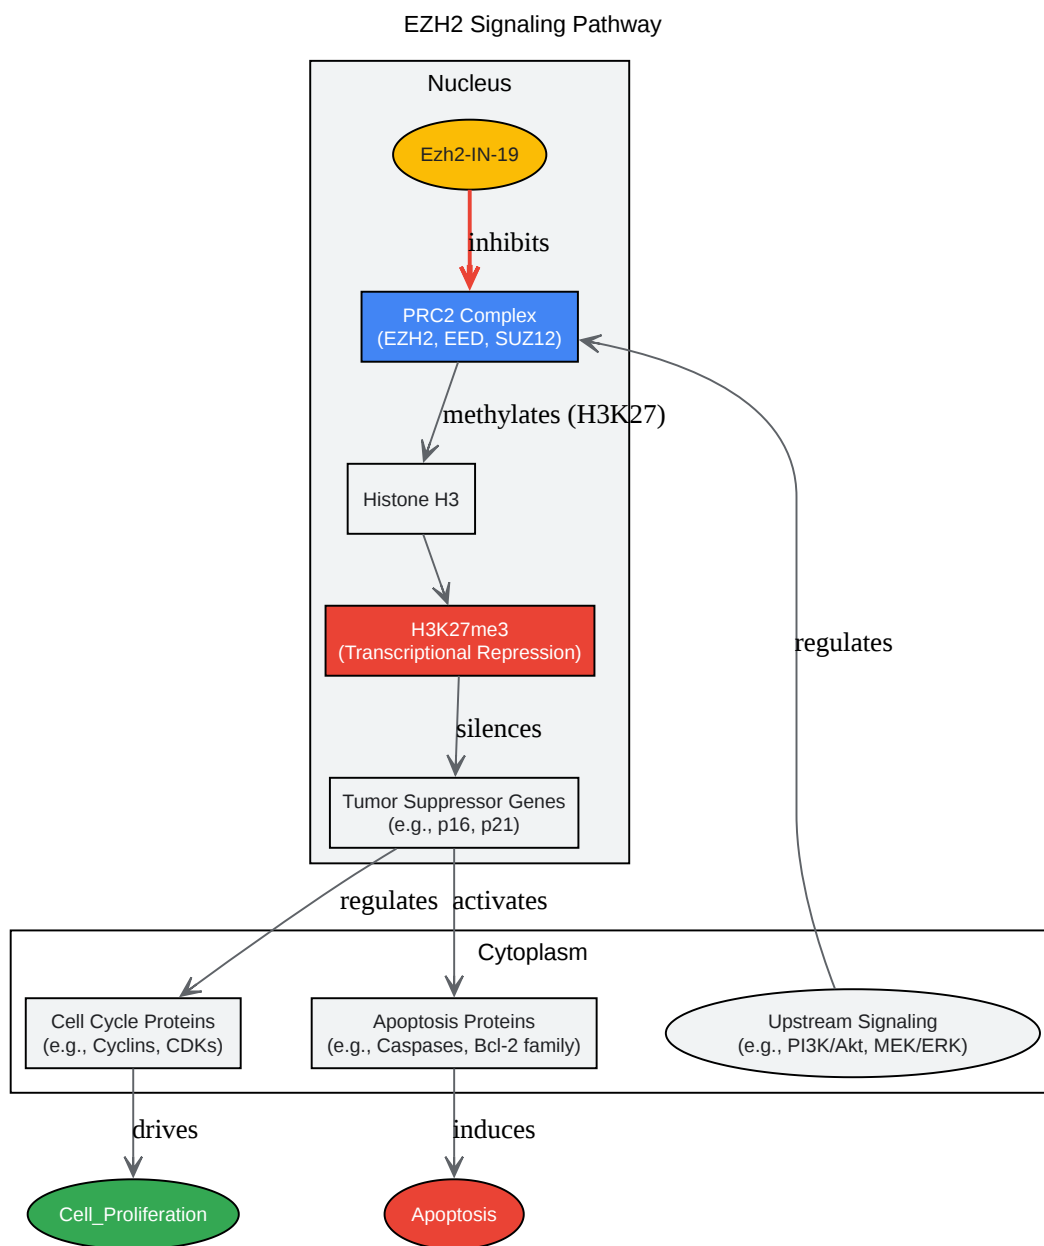 EZH2 Signaling Pathway
Nucleus
Ezh2-IN-19
inhibits
PRC2 Complex
(EZH2, EED, SUZ12)
methylates (H3K27)
Histone H3
H3K27me3
(Transcriptional Repression)
regulates
silences
Tumor Suppressor Genes
(e.g., p16, p21)
regulates
activates
Cytoplasm
Cell Cycle Proteins
(e.g., Cyclins, CDKs)
Apoptosis Proteins
(e.g., Caspases, Bcl-2 family)
Upstream Signaling
(e.g., PI3K/Akt, MEK/ERK)
drives
induces
Cell_Proliferation
Apoptosis